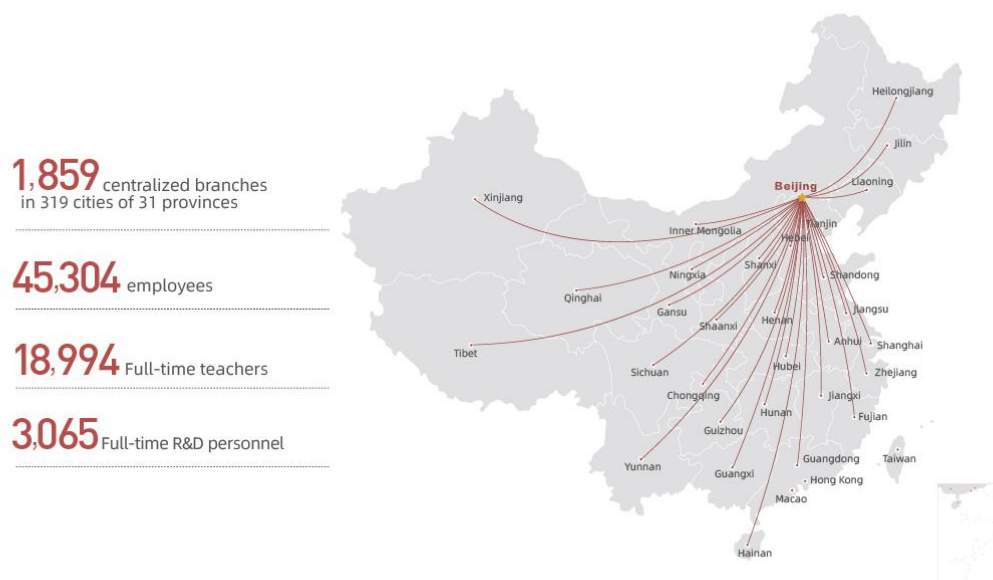 1,859 centralized branches
in 319 cities of 31 provinces
45,304 employees
18,994 Full-time teachers
3,065 Full-time R&D personnel
Heilongjiang
Jilin
Liaoning
Beijing
Xinjiang
Tianjin
Inner Mongolia
Hebei
Shanxi
Ningxia
Shandong
Qinghai
Gansu
Jiangsu
Shaanxi
Henan
Anhui
Shanghai
Tibet
Hubei
Sichuan
Zhejiang
Chongqing
Jiangxi
Hunan
Fujian
Guizhou
Guangdong
Taiwan
Yunnan
Guangxi
Hong Kong
Macao
Hainan